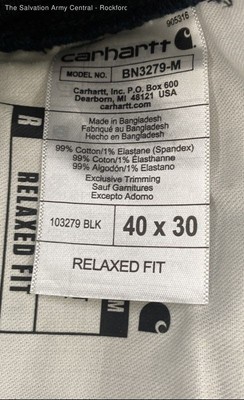 The Salvation Army Central - Rockforc
905316
carhartt
MODEL NO. BN3279-M
Carhartt, Inc. P.O. Box 600
Dearborn, MI 48121 USA
carhartt.com
Made in Bangladesh
Fabriqué au Bangladesh
Hecho en Bangladesh
99% Cotton/1% Elastane (Spandex)
99% Coton/1% Élasthanne
99% Algodón/1% Elastano
Exclusive Trimming
Sauf Garnitures
Excepto Adorno
103279 BLK
40 x 30
RELAXED FIT
R RELAXED FIT
M